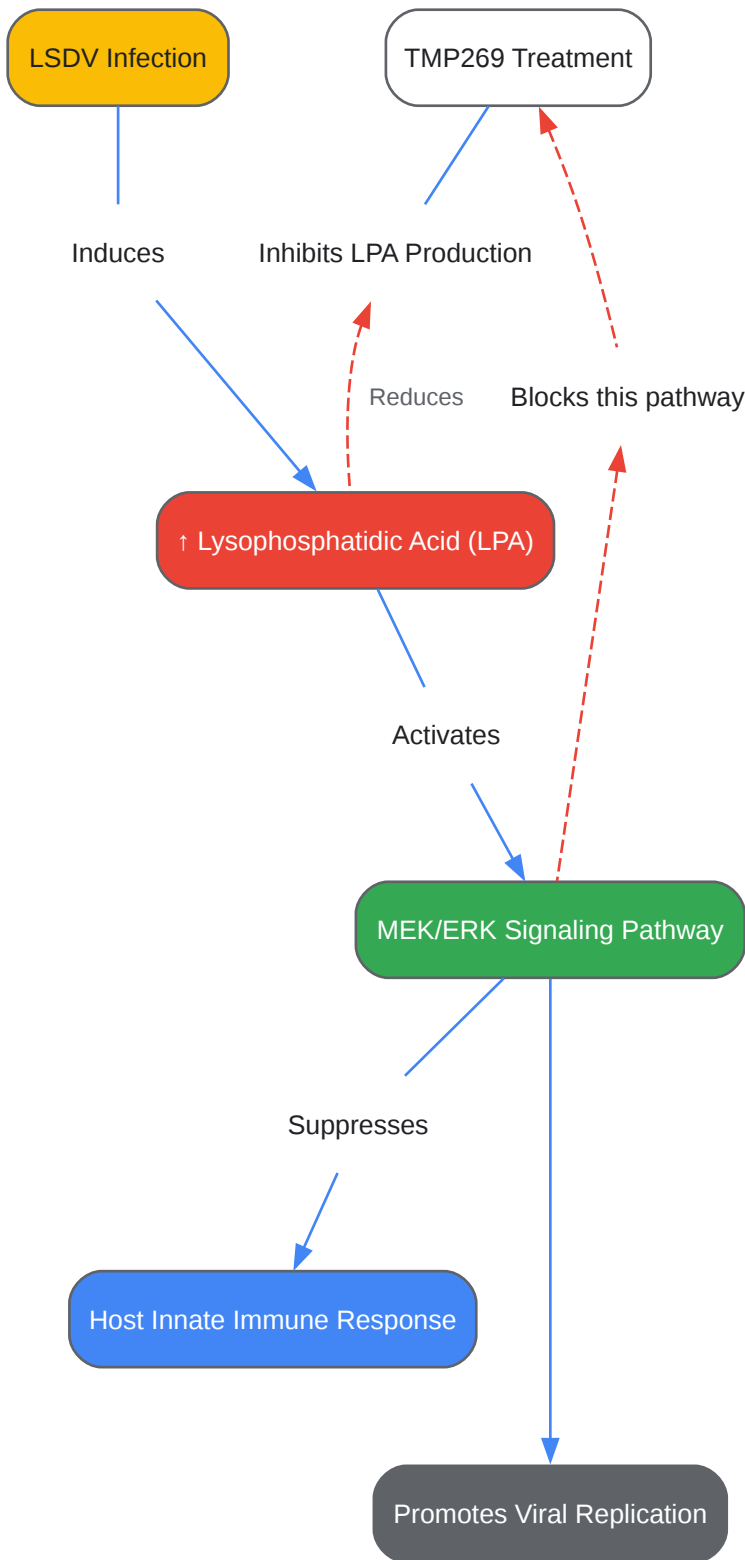 LSDV Infection
TMP269 Treatment
Induces
Inhibits LPA Production
Reduces
Blocks this pathway
↑ Lysophosphatidic Acid (LPA)
Activates
MEK/ERK Signaling Pathway
Suppresses
Host Innate Immune Response
Promotes Viral Replication